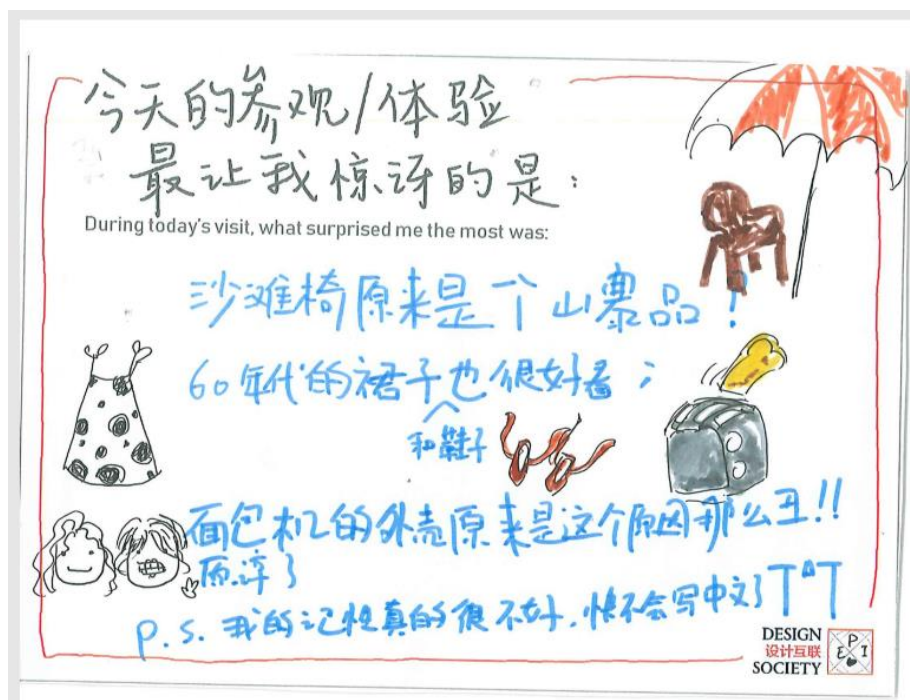 今天的参观/体验
最让我惊讶的是：
During today's visit, what surprised me the most was:
沙滩椅原来是个山寨品！
60年代的裙子也很好看；
和鞋子
面包机的外壳原来是这个原因那么丑!!
原谅了
p.s. 我的记性真的很不好，快不会写中文了TAT
DESIGN
设计互联
SOCIETY
E P I